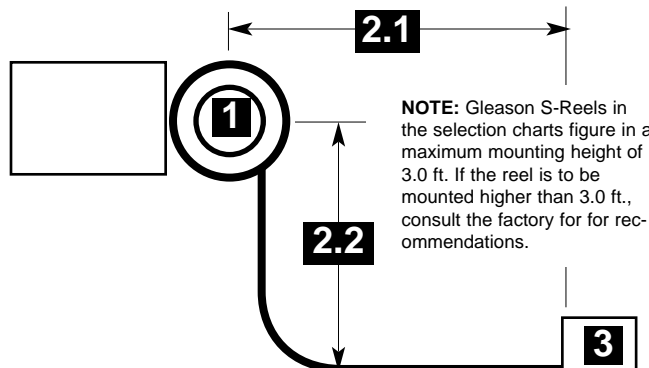 2.1
1
NOTE: Gleason S-Reels in
the selection charts figure in a
maximum mounting height of
3.0 ft. If the reel is to be
mounted higher than 3.0 ft.,
consult the factory for for rec-
ommendations.
2.2
3